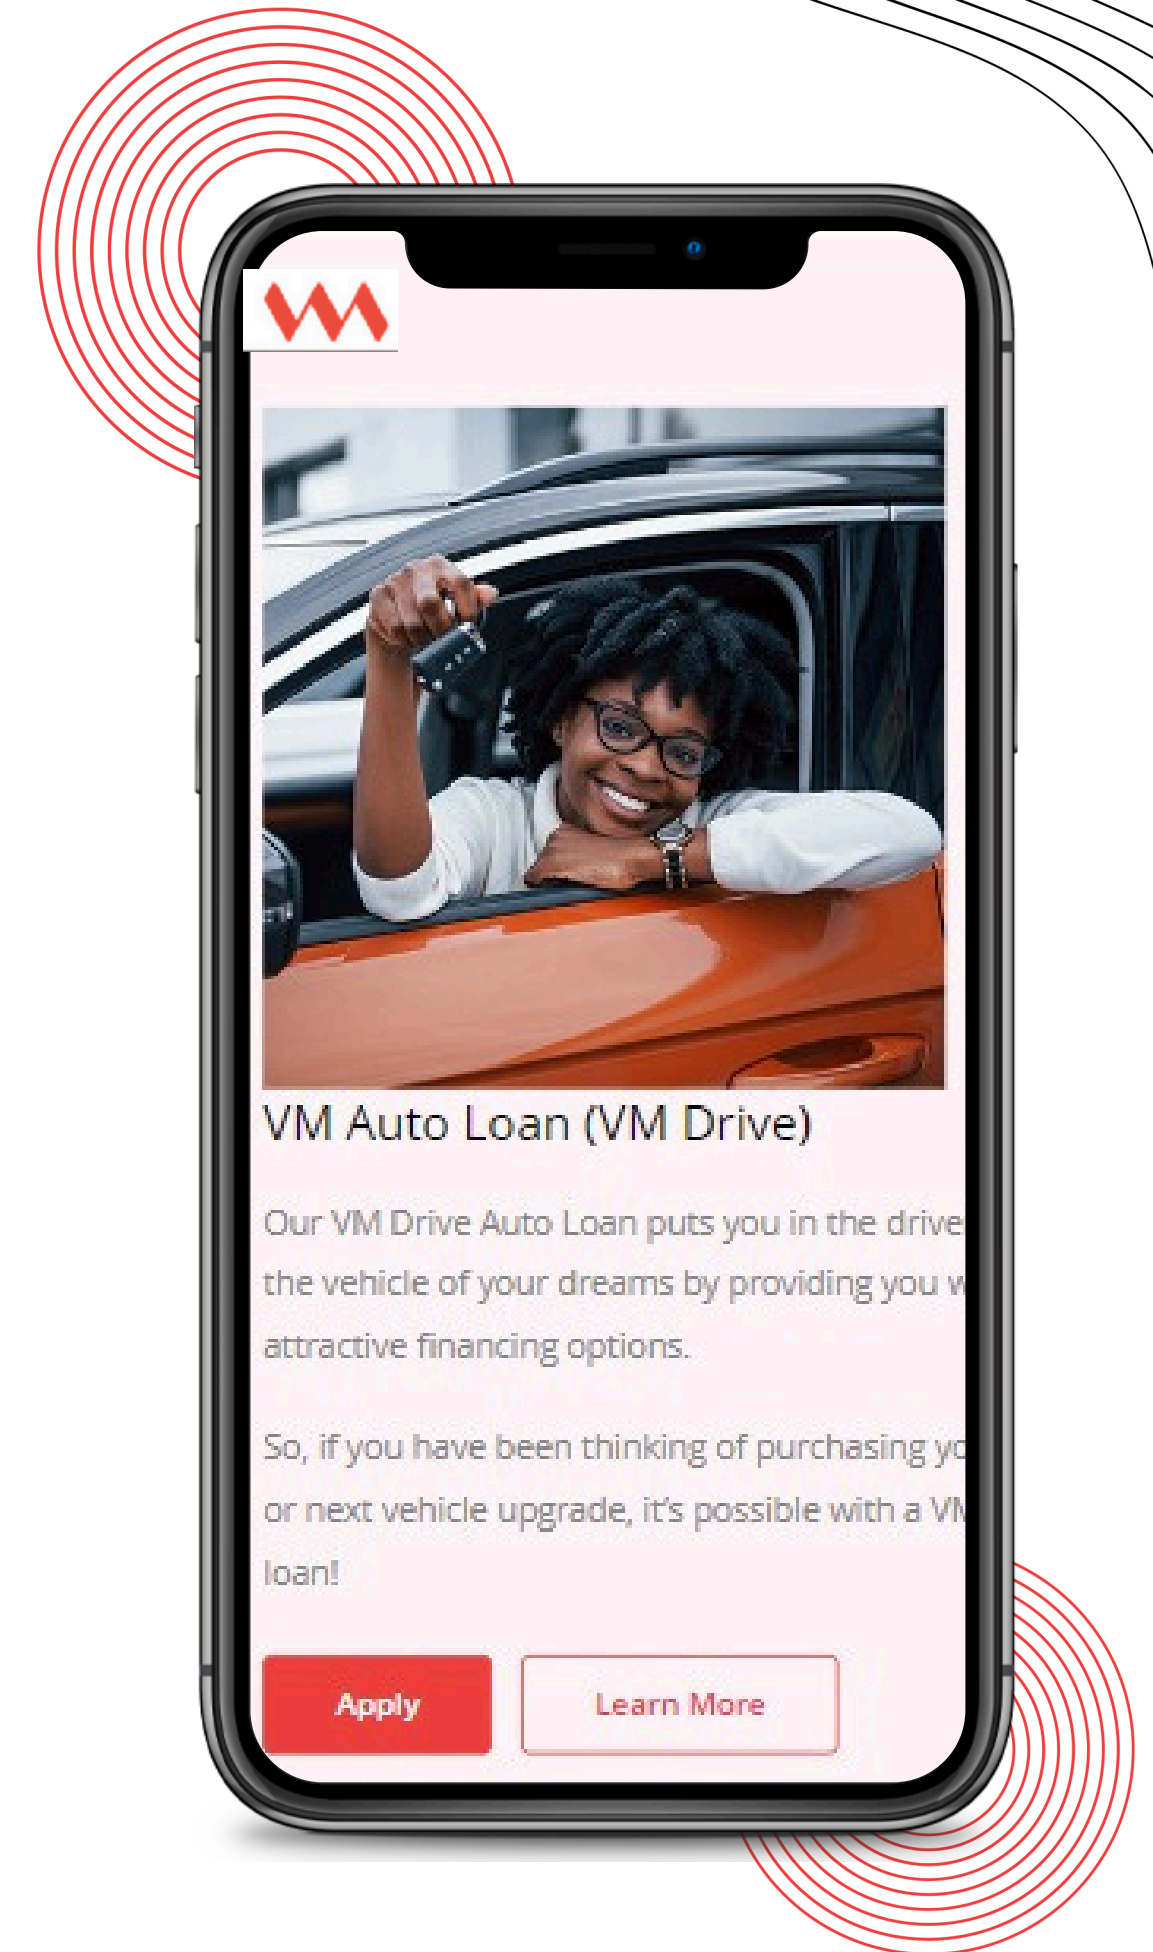 VM
VM Auto Loan (VM Drive)
Our VM Drive Auto Loan puts you in the drive
the vehicle of your dreams by providing you w
attractive financing options.
So, if you have been thinking of purchasing yo
or next vehicle upgrade, it's possible with a VM
loan!
Apply
Learn More